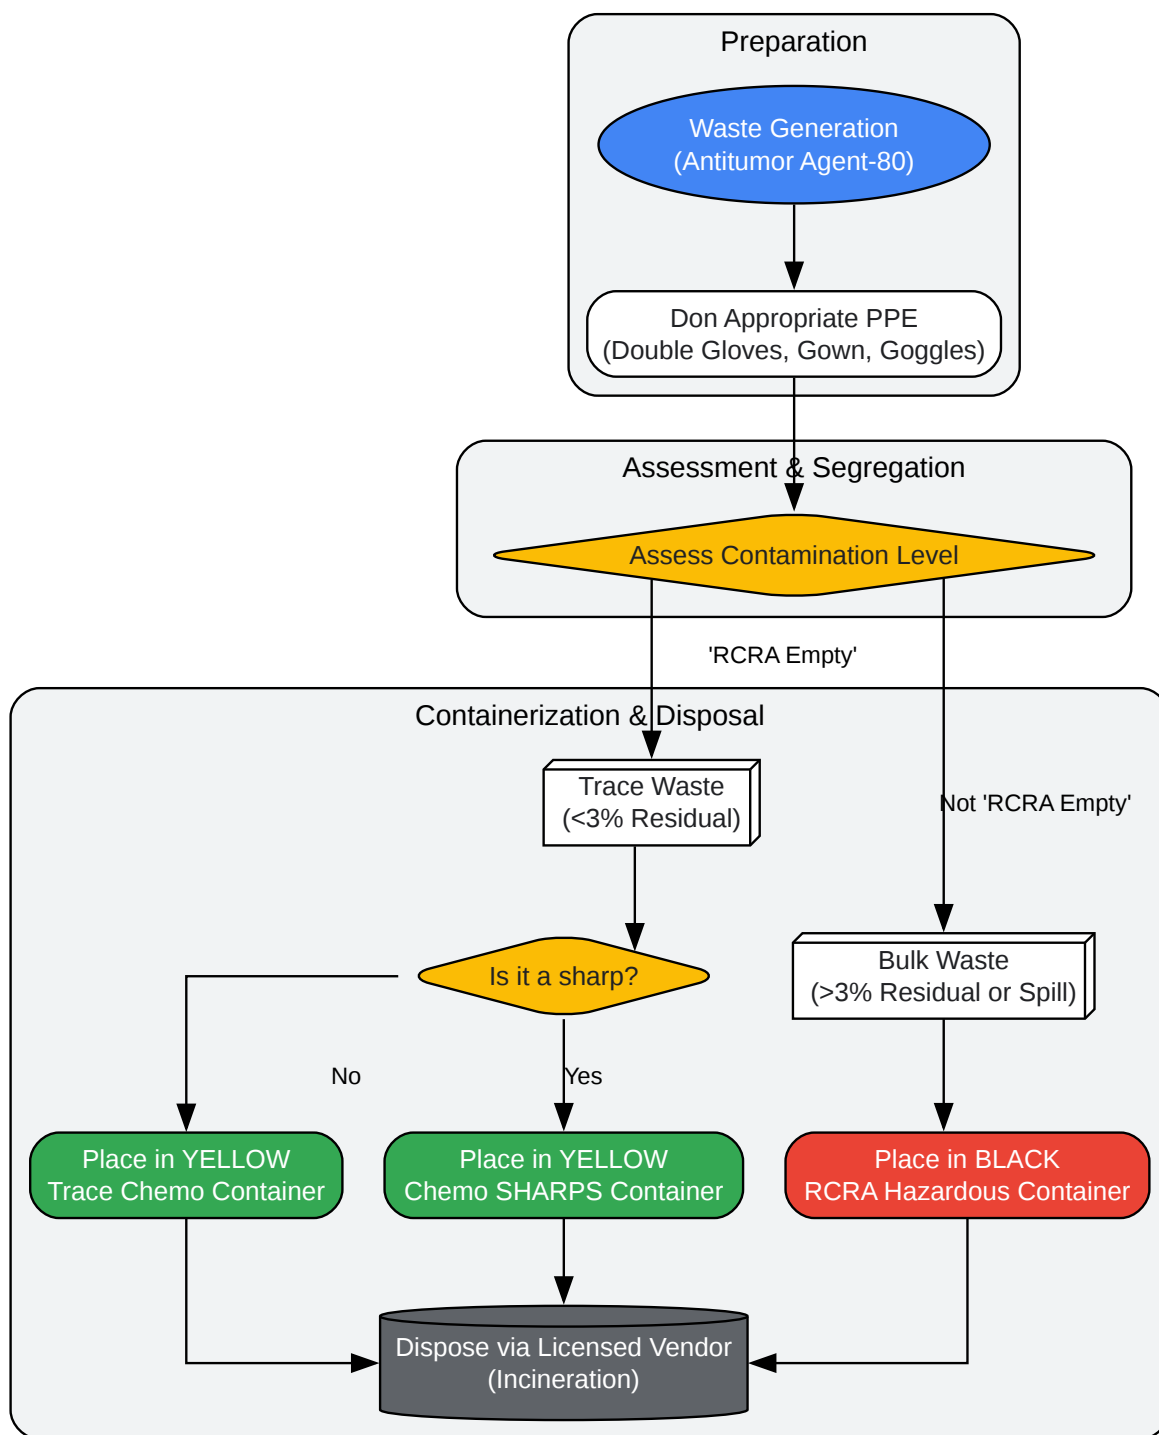 Preparation
Waste Generation
(Antitumor Agent-80)
Don Appropriate PPE
(Double Gloves, Gown, Goggles)
Assessment & Segregation
Assess Contamination Level
'RCRA Empty'
Containerization & Disposal
Trace Waste
(<3% Residual)
Not 'RCRA Empty'
Bulk Waste
(>3% Residual or Spill)
Is it a sharp?
No
Yes
Place in YELLOW
Trace Chemo Container
Place in YELLOW
Chemo SHARPS Container
Place in BLACK
RCRA Hazardous Container
Dispose via Licensed Vendor
(Incineration)